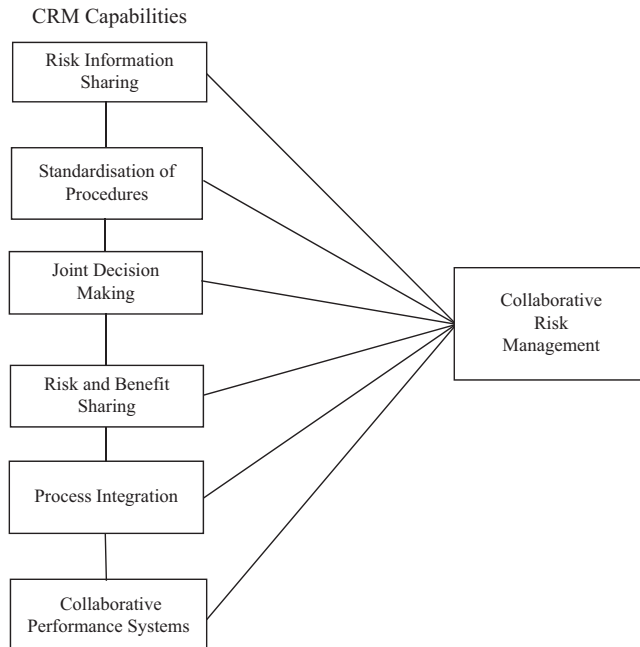 CRM Capabilities
Risk Information
Sharing
Standardisation of
Procedures
Joint Decision
Making
Risk and Benefit
Sharing
Process Integration
Collaborative
Performance Systems
Collaborative
Risk
Management